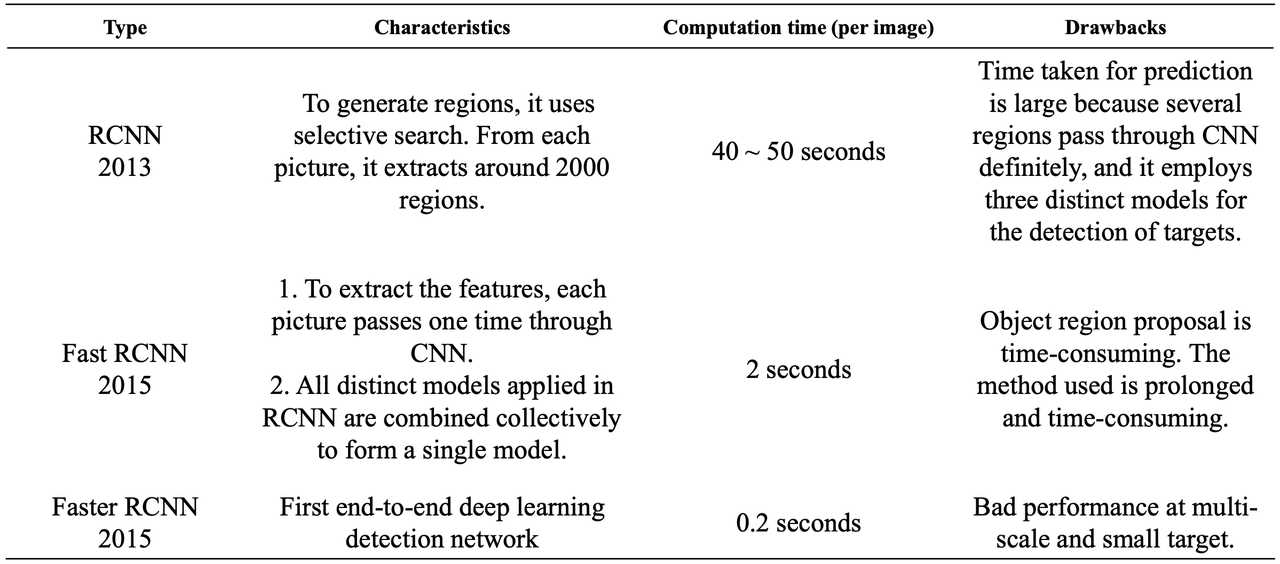 Type Characteristics Computation time (per image) Drawbacks
RCNN
2013
To generate regions, it uses
selective search. From each
picture, it extracts around 2000
regions.
40 ~ 50 seconds
Time taken for prediction
is large because several
regions pass through CNN
definitely, and it employs
three distinct models for
the detection of targets.
Fast RCNN
2015
1. To extract the features, each
picture passes one time through
CNN.
2. All distinct models applied in
RCNN are combined collectively
to form a single model.
2 seconds
Object region proposal is
time-consuming. The
method used is prolonged
and time-consuming.
Faster RCNN
2015
First end-to-end deep learning
detection network
0.2 seconds
Bad performance at multi-
scale and small target.